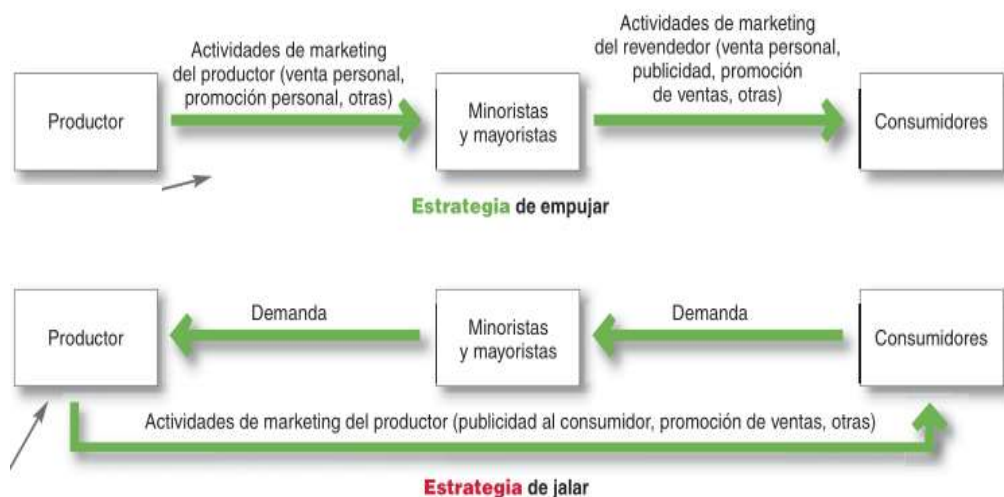 Actividades de marketing
del productor (venta personal,
promoción personal, otras)
Actividades de marketing
del revendedor (venta personal,
publicidad, promoción
de ventas, otras)
Productor
Minoristas
y mayoristas
Consumidores
Estrategia de empujar
Productor
Demanda
Minoristas
y mayoristas
Demanda
Consumidores
Actividades de marketing del productor (publicidad al consumidor, promoción de ventas, otras)
Estrategia de jalar